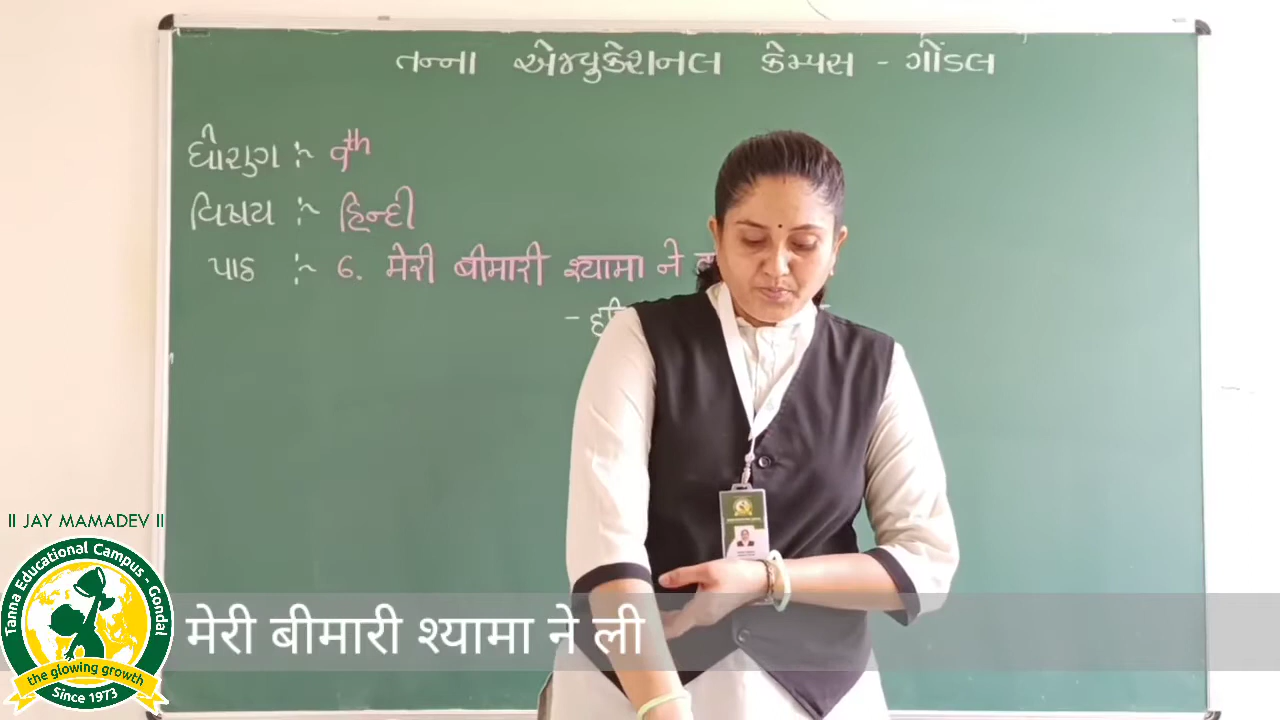 તન્ના એજ્યુકેશનલ કેમ્પસ - ગોંડલ
ધોરણ :- 9th
વિષય :- हिन्दी
પાઠ :- 6. मेरी बीमारी श्यामा ने
II JAY MAMADEV II
Tanna Educational Campus - Gondal
the glowing growth
Since 1973
मेरी बीमारी श्यामा ने ली